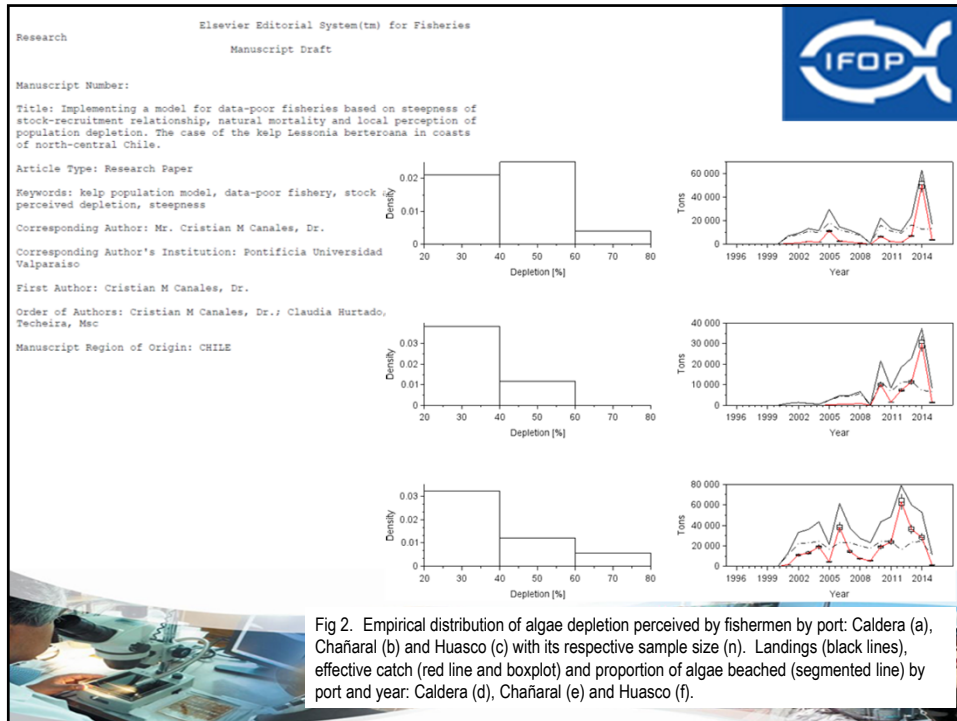 Elsevier Editorial System(tm) for Fisheries
Research
Manuscript Draft
Manuscript Number:
Title: Implementing a model for data-poor fisheries based on steepness of
stock-recruitment relationship, natural mortality and local perception of
population depletion. The case of the kelp Lessonia berteroana in coasts
of north-central Chile.
Article Type: Research Paper
Keywords: kelp population model, data-poor fishery, stock
perceived depletion, steepness
Corresponding Author: Mr. Cristian M Canales, Dr.
Corresponding Author's Institution: Pontificia Universidad
Valparaiso
First Author: Cristian M Canales, Dr.
Order of Authors: Cristian M Canales, Dr.; Claudia Hurtado,
Techeira, Msc
Manuscript Region of Origin: CHILE
IFOP
Density
0.02
0.01
0
20 30 40 50 60 70 80
Depletion [%]
Tons
60 000
40 000
20 000
0
1996 1999 2002 2005 2008 2011 2014
Year
Density
0.03
0.02
0.01
0
20 30 40 50 60 70 80
Depletion [%]
Tons
40 000
30 000
20 000
10 000
0
1996 1999 2002 2005 2008 2011 2014
Year
Density
0.03
0.02
0.01
0
20 30 40 50 60 70 80
Depletion [%]
Tons
80 000
60 000
40 000
20 000
0
1996 1999 2002 2005 2008 2011 2014
Year
Fig 2. Empirical distribution of algae depletion perceived by fishermen by port: Caldera (a),
Chañaral (b) and Huasco (c) with its respective sample size (n). Landings (black lines),
effective catch (red line and boxplot) and proportion of algae beached (segmented line) by
port and year: Caldera (d), Chañaral (e) and Huasco (f).